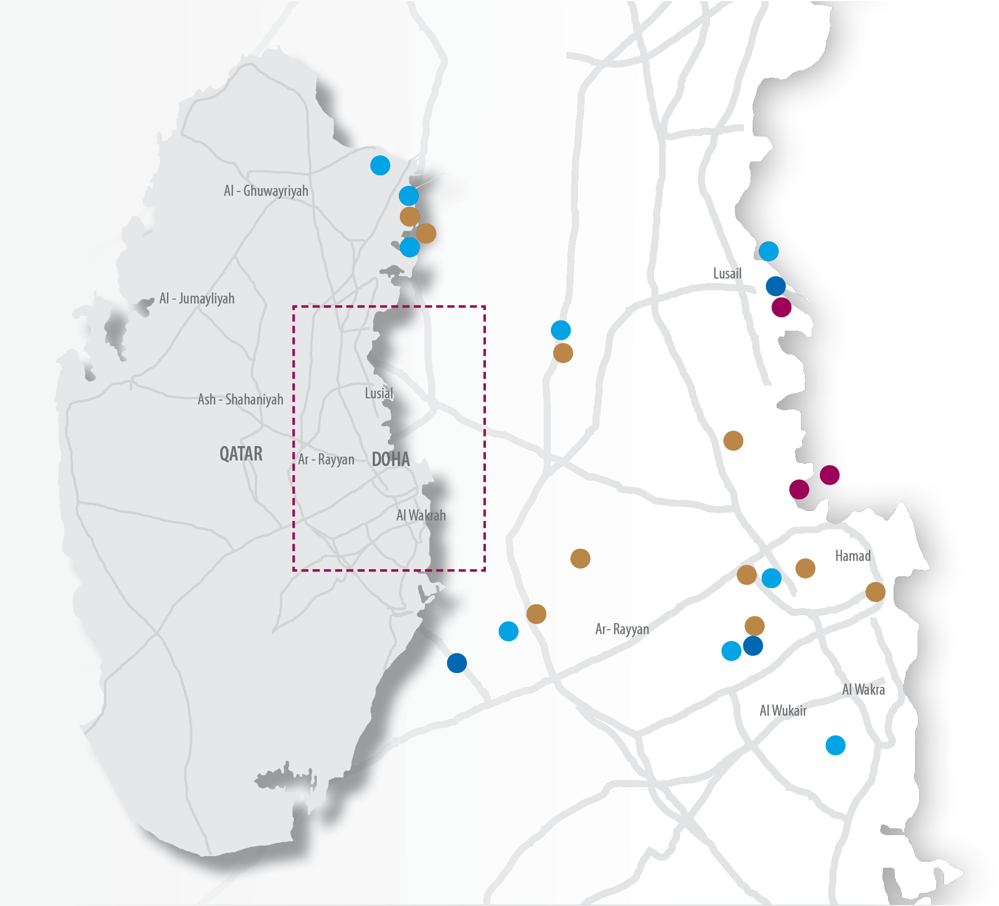 Al - Ghuwayriyah
Lusail
Al - Jumayliyah
Lusial
Ash - Shahaniyah
QATAR
Ar - Rayyan
DOHA
Al Wakrah
Hamad
Ar- Rayyan
Al Wakra
Al Wukair